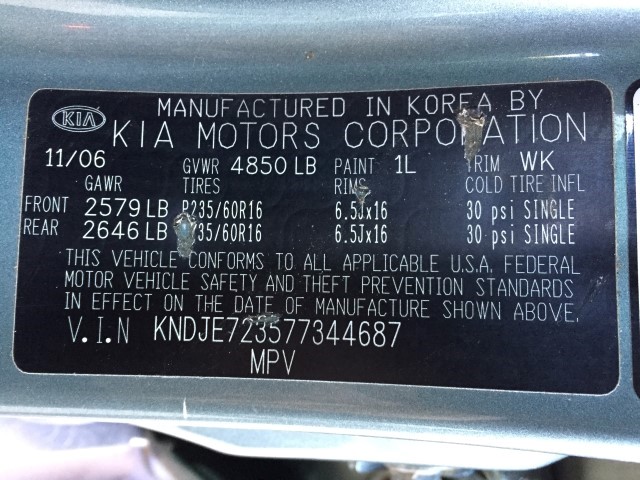 MANUFACTURED IN KOREA BY
KIA KIA MOTORS CORPORATION
11/06 GVWR 4850 LB PAINT 1L TRIM WK
GAWR TIRES RIMS COLD TIRE INFL
FRONT 2579 LB P235/60R16 6.5Jx16 30 psi SINGLE
REAR 2646 LB P235/60R16 6.5Jx16 30 psi SINGLE
THIS VEHICLE CONFORMS TO ALL APPLICABLE U.S.A. FEDERAL
MOTOR VEHICLE SAFETY AND THEFT PREVENTION STANDARDS
IN EFFECT ON THE DATE OF MANUFACTURE SHOWN ABOVE.
V.I.N KNDJE723577344687
MPV